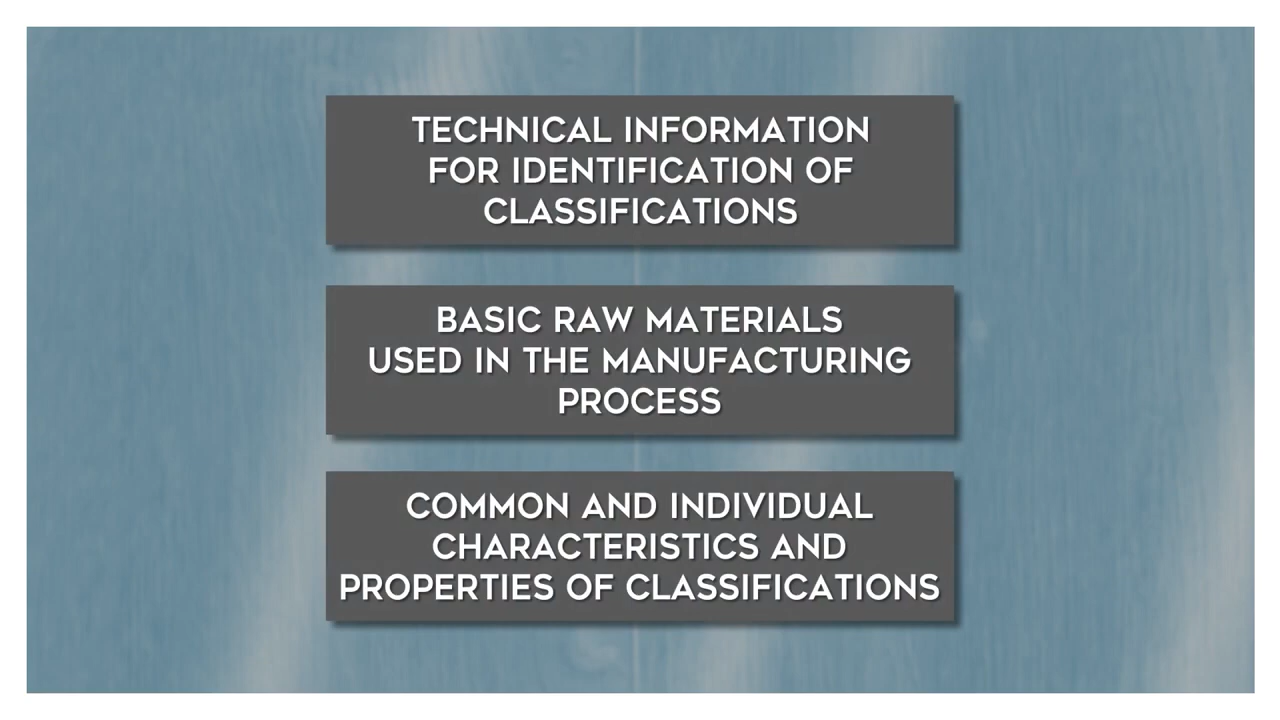 TECHNICAL INFORMATION
FOR IDENTIFICATION OF
CLASSIFICATIONS
BASIC RAW MATERIALS
USED IN THE MANUFACTURING
PROCESS
COMMON AND INDIVIDUAL
CHARACTERISTICS AND
PROPERTIES OF CLASSIFICATIONS